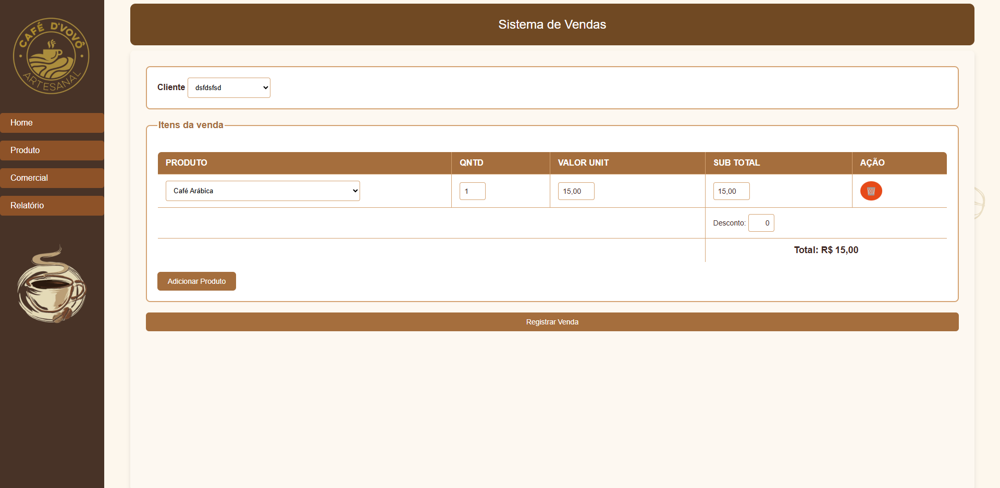 CAFÉ D'VOVÔ
ARTESANAL
Home
Produto
Comercial
Relatório
Sistema de Vendas
Cliente dsfdsfsd
Itens da venda
PRODUTO QNTD VALOR UNIT SUB TOTAL AÇÃO
Café Arábica 1 15,00 15,00
Desconto: 0
Total: R$ 15,00
Adicionar Produto
Registrar Venda